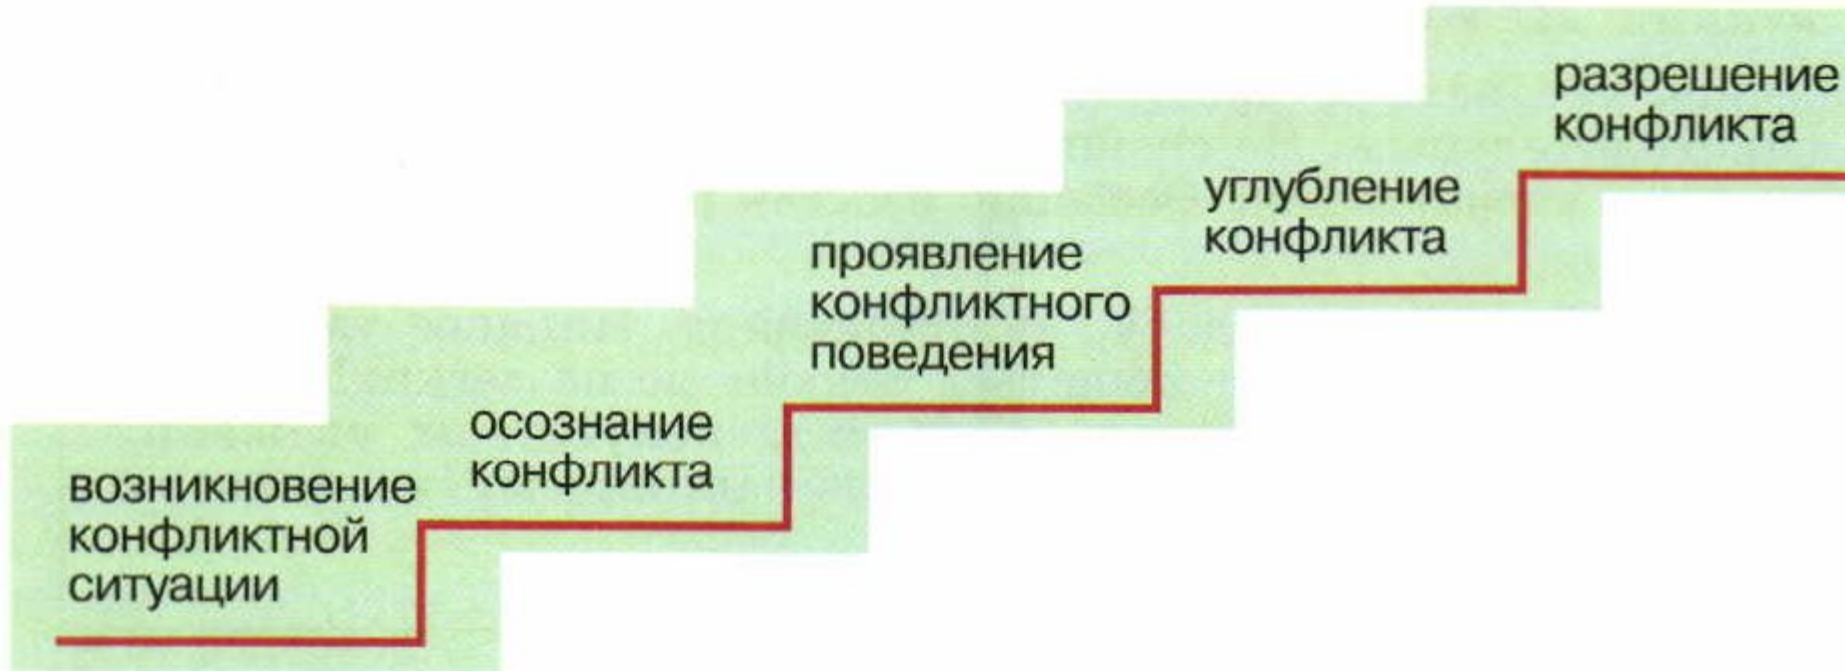 возникновение
конфликтной
ситуации
осознание
конфликта
проявление
конфликтного
поведения
углубление
конфликта
разрешение
конфликта